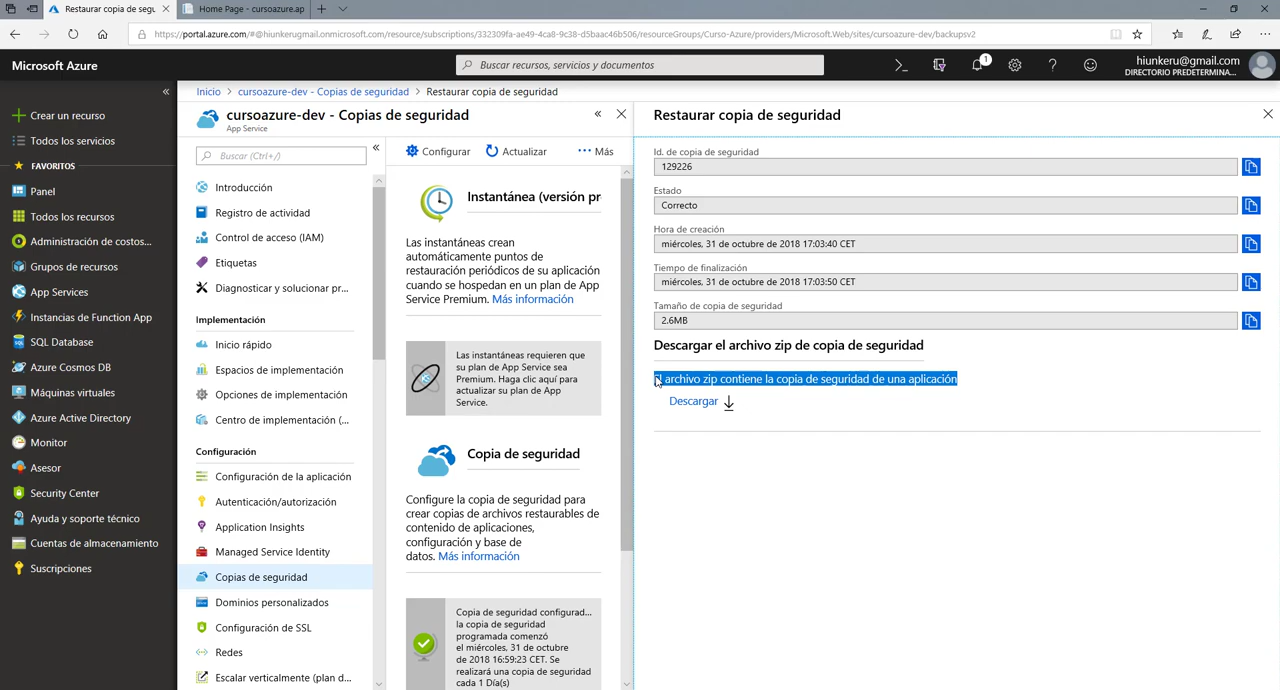 Restaurar copia de segu
Home Page - cursoazure.ap
https://portal.azure.com/#@hiunkerugmail.onmicrosoft.com/resource/subscriptions/332309fa-ae49-4ca8-9c38-d5baac46b506/resourceGroups/Curso-Azure/providers/Microsoft.Web/sites/cursoazure-dev/backupsv2
Microsoft Azure
Buscar recursos, servicios y documentos
1
hiunkeru@gmail.com
DIRECTORIO PREDETERMINA...
Crear un recurso
Todos los servicios
FAVORITOS
Panel
Todos los recursos
Administración de costos...
Grupos de recursos
App Services
Instancias de Function App
SQL Database
Azure Cosmos DB
Máquinas virtuales
Azure Active Directory
Monitor
Asesor
Security Center
Ayuda y soporte técnico
Cuentas de almacenamiento
Suscripciones
Inicio > cursoazure-dev - Copias de seguridad > Restaurar copia de seguridad
cursoazure-dev - Copias de seguridad
App Service
Buscar (Ctrl+/)
Introducción
Registro de actividad
Control de acceso (IAM)
Etiquetas
Diagnosticar y solucionar pr...
Implementación
Inicio rápido
Espacios de implementación
Opciones de implementación
Centro de implementación (...
Configuración
Configuración de la aplicación
Autenticación/autorización
Application Insights
Managed Service Identity
Copias de seguridad
Dominios personalizados
Configuración de SSL
Redes
Escalar verticalmente (plan d...
Configurar
Actualizar
Más
Instantánea (versión pr
Las instantáneas crean
automáticamente puntos de
restauración periódicos de su aplicación
cuando se hospedan en un plan de App
Service Premium. Más información
Las instantáneas requieren que
su plan de App Service sea
Premium. Haga clic aquí para
actualizar su plan de App
Service.
Copia de seguridad
Configure la copia de seguridad para
crear copias de archivos restaurables de
contenido de aplicaciones,
configuración y base de
datos. Más información
Copia de seguridad configurad...
la copia de seguridad
programada comenzó
el miércoles, 31 de octubre
de 2018 16:59:23 CET. Se
realizará una copia de seguridad
cada 1 Día(s)
Restaurar copia de seguridad
Id. de copia de seguridad
129226
Estado
Correcto
Hora de creación
miércoles, 31 de octubre de 2018 17:03:40 CET
Tiempo de finalización
miércoles, 31 de octubre de 2018 17:03:50 CET
Tamaño de copia de seguridad
2.6MB
Descargar el archivo zip de copia de seguridad
El archivo zip contiene la copia de seguridad de una aplicación
Descargar